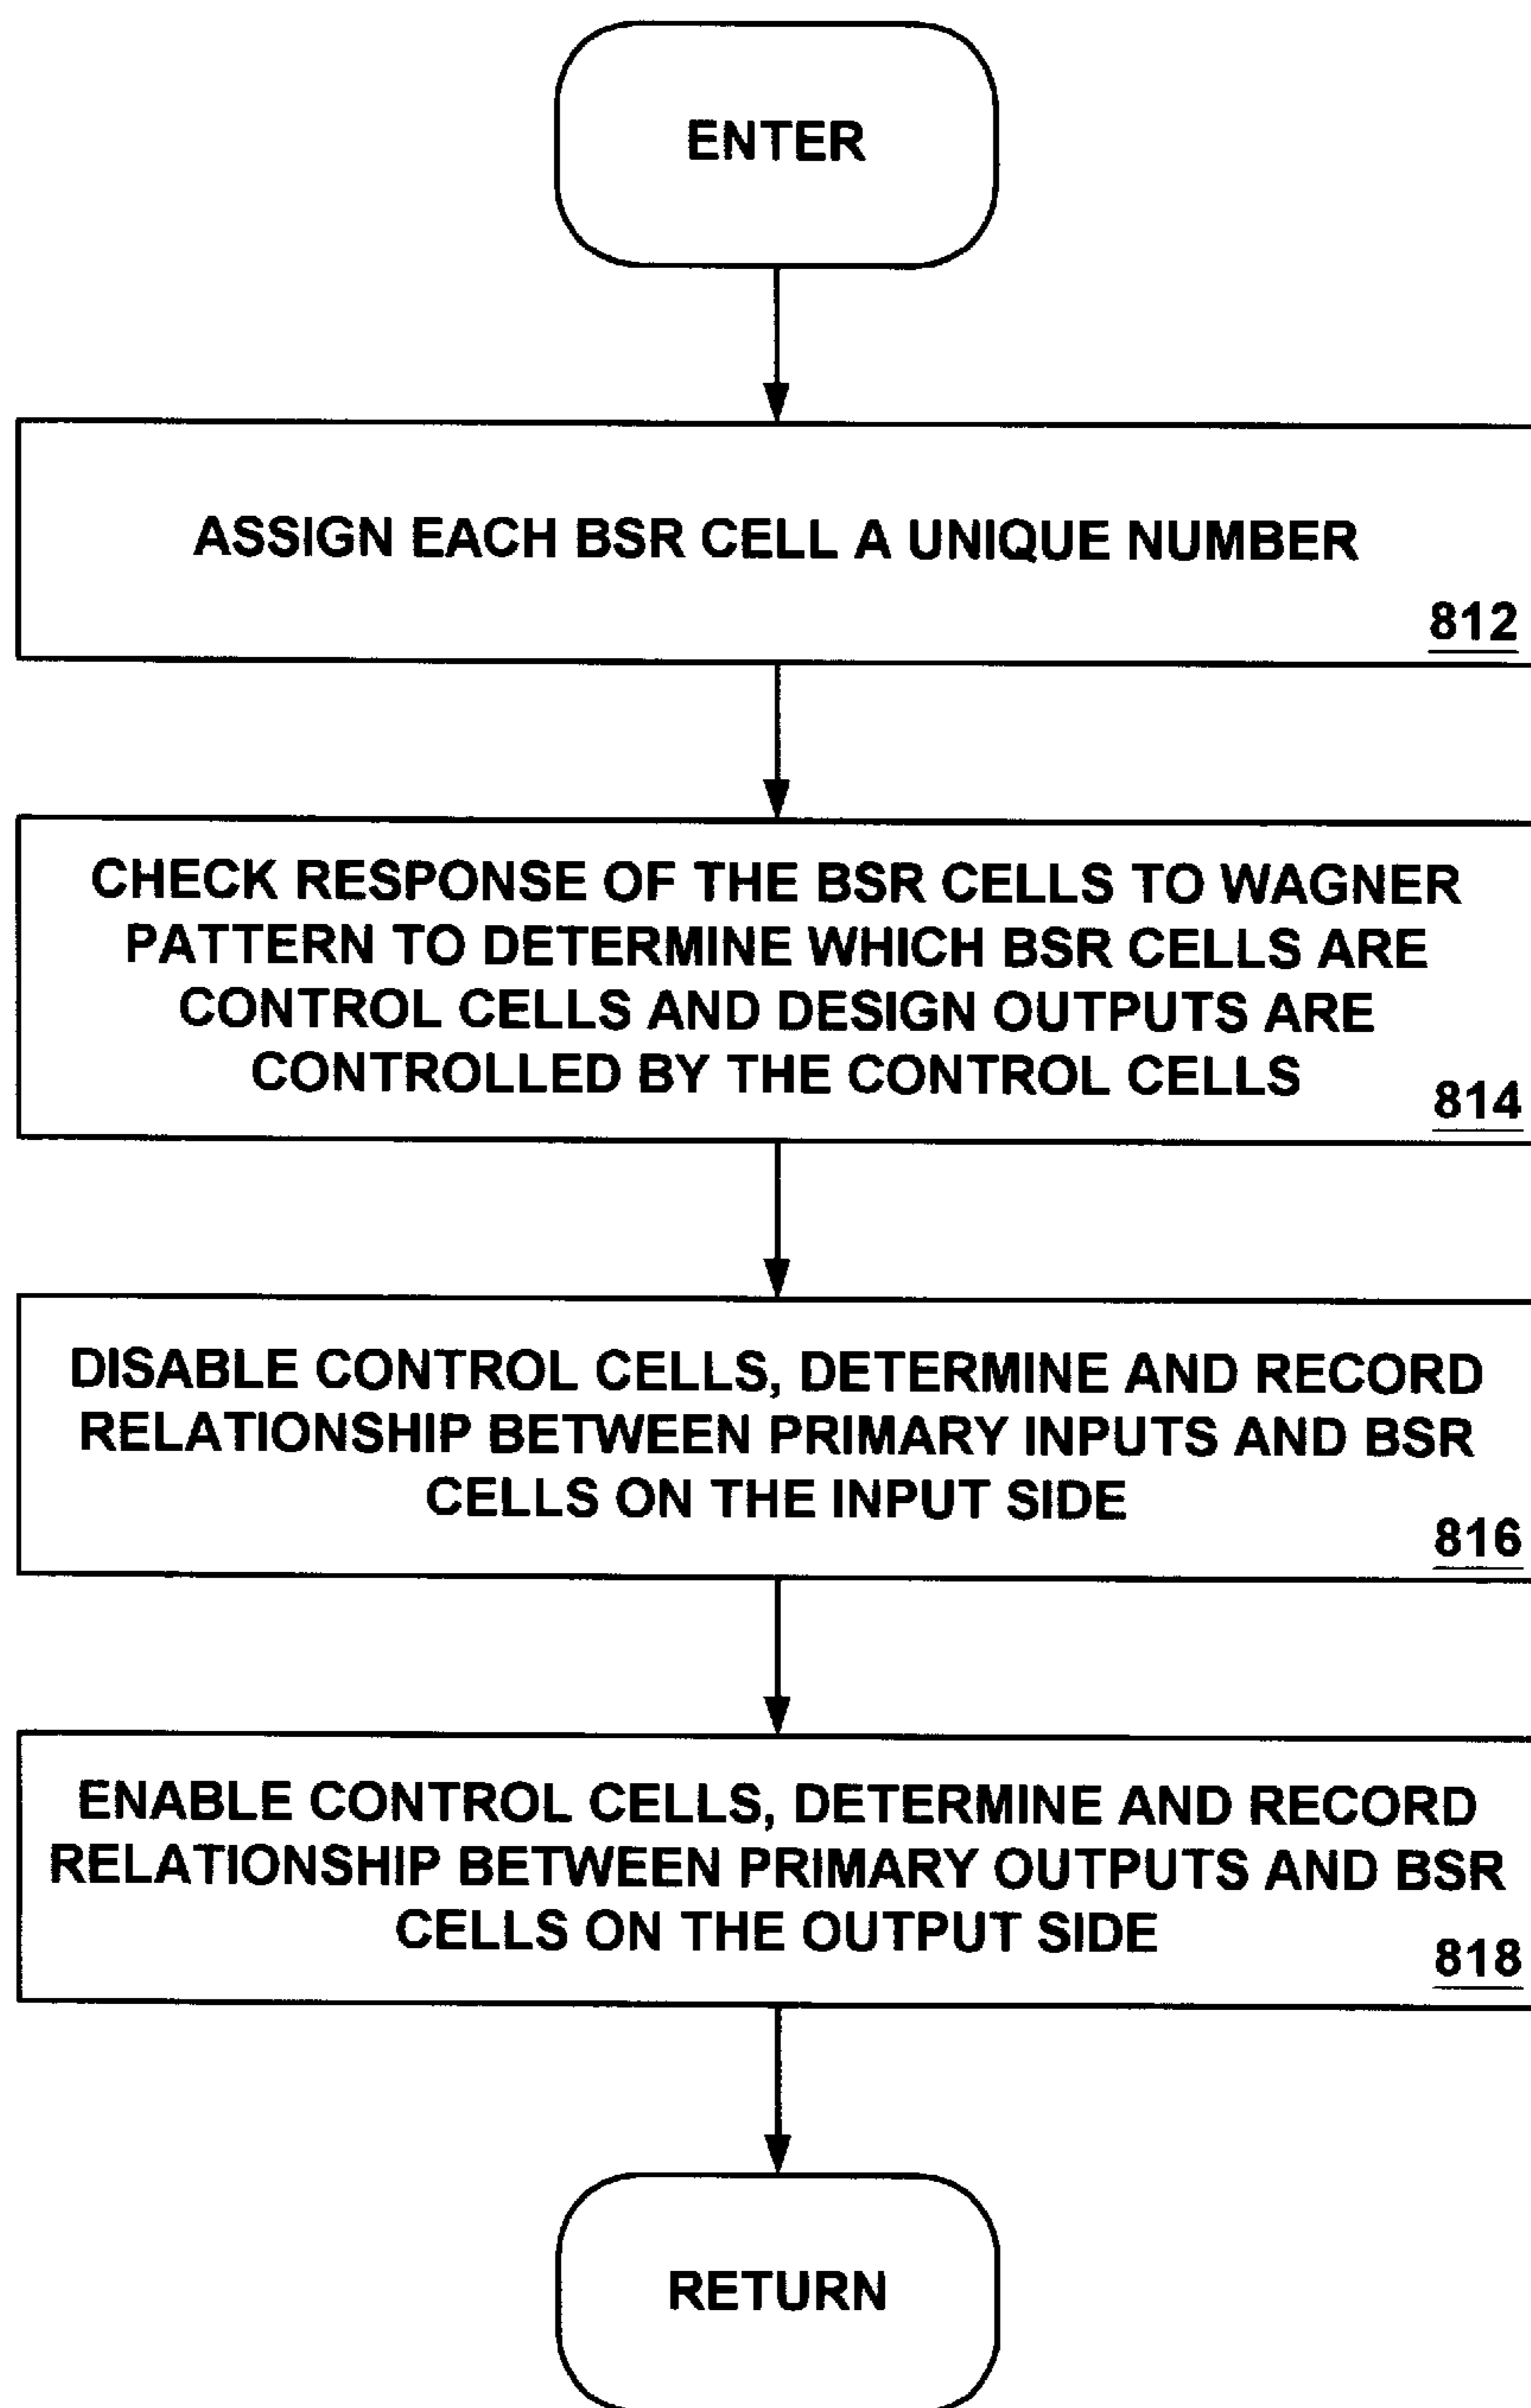 ENTER
ASSIGN EACH BSR CELL A UNIQUE NUMBER
812
CHECK RESPONSE OF THE BSR CELLS TO WAGNER
PATTERN TO DETERMINE WHICH BSR CELLS ARE
CONTROL CELLS AND DESIGN OUTPUTS ARE
CONTROLLED BY THE CONTROL CELLS
814
DISABLE CONTROL CELLS, DETERMINE AND RECORD
RELATIONSHIP BETWEEN PRIMARY INPUTS AND BSR
CELLS ON THE INPUT SIDE
816
ENABLE CONTROL CELLS, DETERMINE AND RECORD
RELATIONSHIP BETWEEN PRIMARY OUTPUTS AND BSR
CELLS ON THE OUTPUT SIDE
818
RETURN